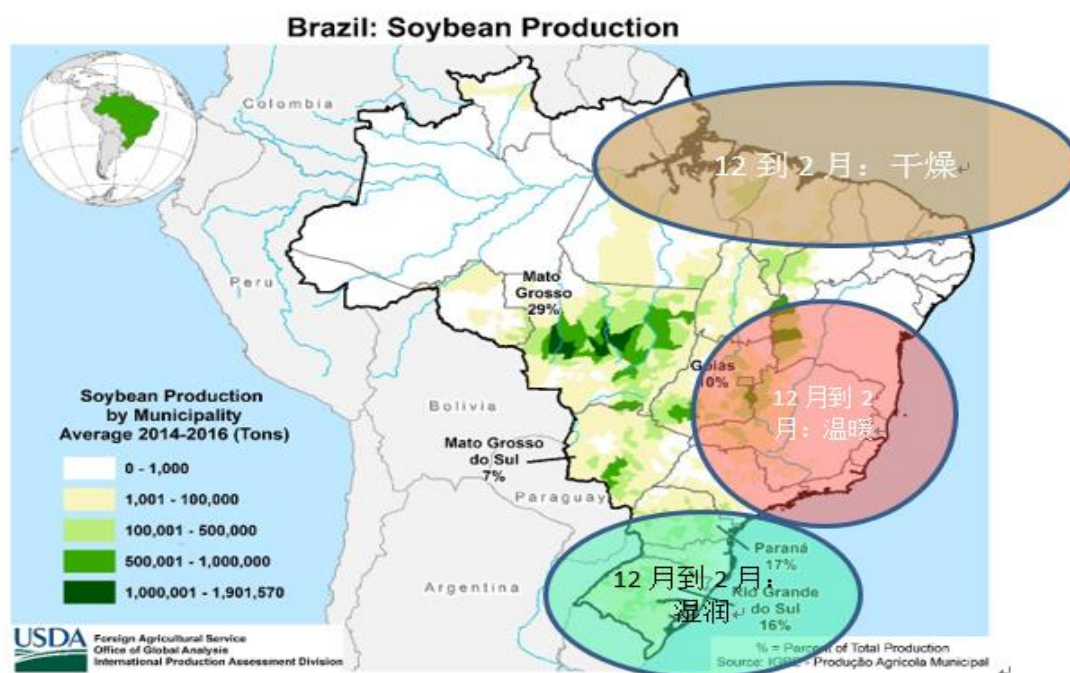 Brazil: Soybean Production
Colombia
12 到 2 月：干燥
Peru
Mato
Grosso
29%
Goiás
10%
12 月到 2
月：温暖
Bolivia
Soybean Production
by Municipality
Average 2014-2016 (Tons)
0 - 1,000
1,001 - 100,000
100,001 - 500,000
500,001 - 1,000,000
1,000,001 - 1,901,570
Mato Grosso
do Sul
7%
Paraguay
Paraná
17%
12 月到 2 月：
湿润
Rio Grande
do Sul
16%
Argentina
USDA
Foreign Agricultural Service
Office of Global Analysis
International Production Assessment Division
% = Percent of Total Production
Source: IGBE - Produção Agrícola Municipal